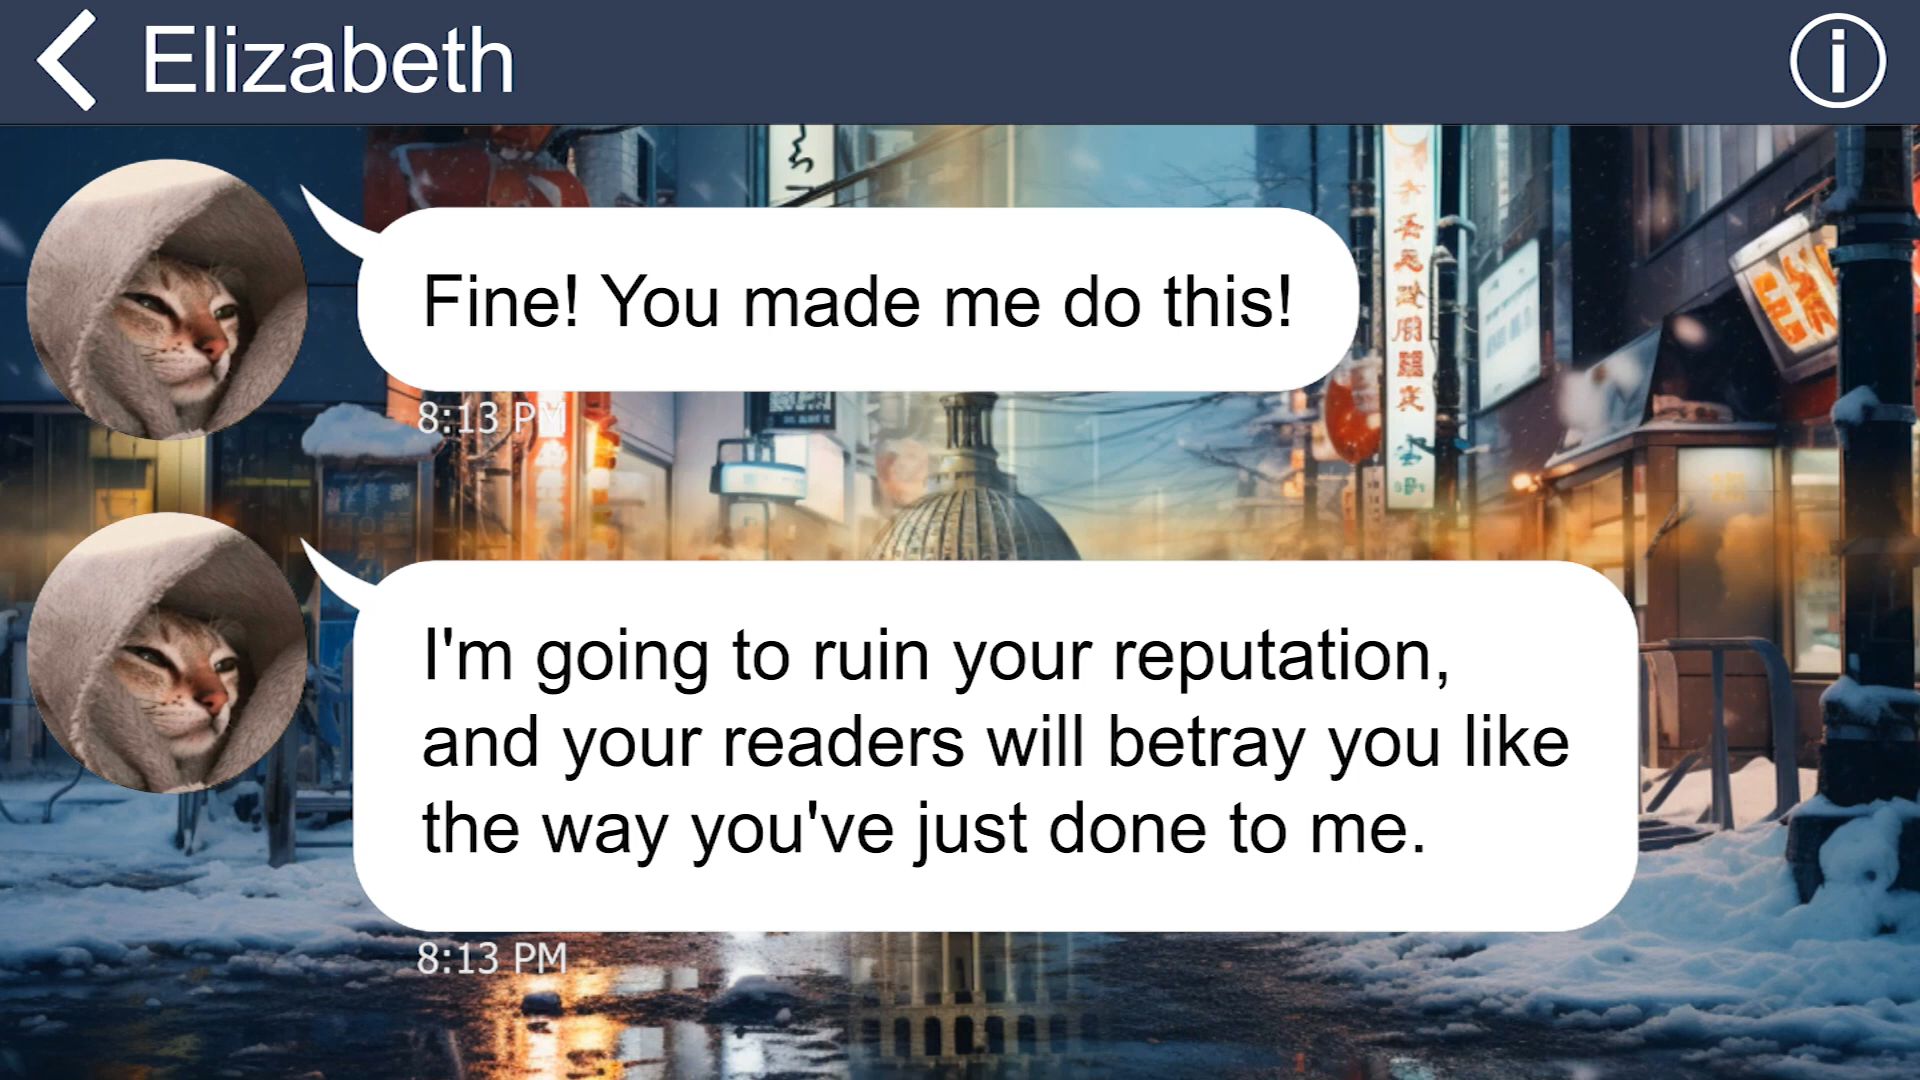 Elizabeth
Fine! You made me do this!
8:13 PM
I'm going to ruin your reputation,
and your readers will betray you like
the way you've just done to me.
8:13 PM